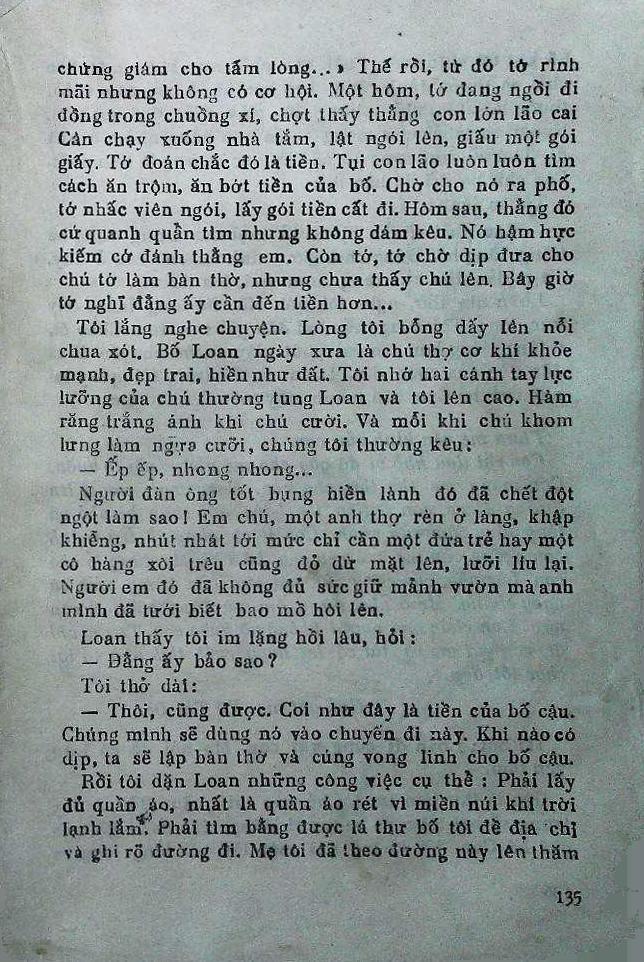 chứng giám cho tấm lòng...» Thế rồi, từ đó tớ rình
mãi nhưng không có cơ hội. Một hôm, tớ đang ngồi đi
đồng trong chuồng xí, chợt thấy thằng con lớn lão cai
Cản chạy xuống nhà tắm, lật ngói lên, giấu một gói
giấy. Tớ đoán chắc đó là tiền. Tụi con lão luôn luôn tìm
cách ăn trộm, ăn bớt tiền của bố. Chờ cho nó ra phố,
tớ nhấc viên ngói, lấy gói tiền cất đi. Hôm sau, thằng đó
cứ quanh quẩn tìm nhưng không dám kêu. Nó hậm hực
kiếm cớ đánh thằng em. Còn tớ, tớ chờ dịp đưa cho
chú tớ làm bàn thờ, nhưng chưa thấy chú lên. Bây giờ
tớ nghĩ đằng ấy cần đến tiền hơn...
Tôi lắng nghe chuyện. Lòng tôi bỗng dấy lên nỗi
chua xót. Bố Loan ngày xưa là chú thợ cơ khí khỏe
mạnh, đẹp trai, hiền như đất. Tôi nhớ hai cánh tay lực
lưỡng của chú thường tung Loan và tôi lên cao. Hàm
răng trắng ánh khi chú cười. Và mỗi khi chú khom
lưng làm ngựa cưỡi, chúng tôi thường kêu:
— Ếp ếp, nhong nhong...
Người đàn ông tốt bụng hiền lành đó đã chết đột
ngột làm sao! Em chú, một anh thợ rèn ở làng, khập
khiễng, nhút nhát tới mức chỉ cần một đứa trẻ hay một
cô hàng xôi trêu cũng đỏ dừ mặt lên, lưỡi líu lại.
Người em đó đã không đủ sức giữ mảnh vườn mà anh
mình đã tưới biết bao mồ hôi lên.
Loan thấy tôi im lặng hồi lâu, hỏi:
— Đằng ấy bảo sao?
Tôi thở dài:
— Thôi, cũng được. Coi như đây là tiền của bố cậu.
Chúng mình sẽ dùng nó vào chuyến đi này. Khi nào có
dịp, ta sẽ lập bàn thờ và cúng vong linh cho bố cậu.
Rồi tôi dặn Loan những công việc cụ thể: Phải lấy
đủ quần áo, nhất là quần áo rét vì miền núi khí trời
lạnh lắm. Phải tìm bằng được lá thư bố tôi đề địa chỉ
và ghi rõ đường đi. Mẹ tôi đã theo đường này lên thăm
135